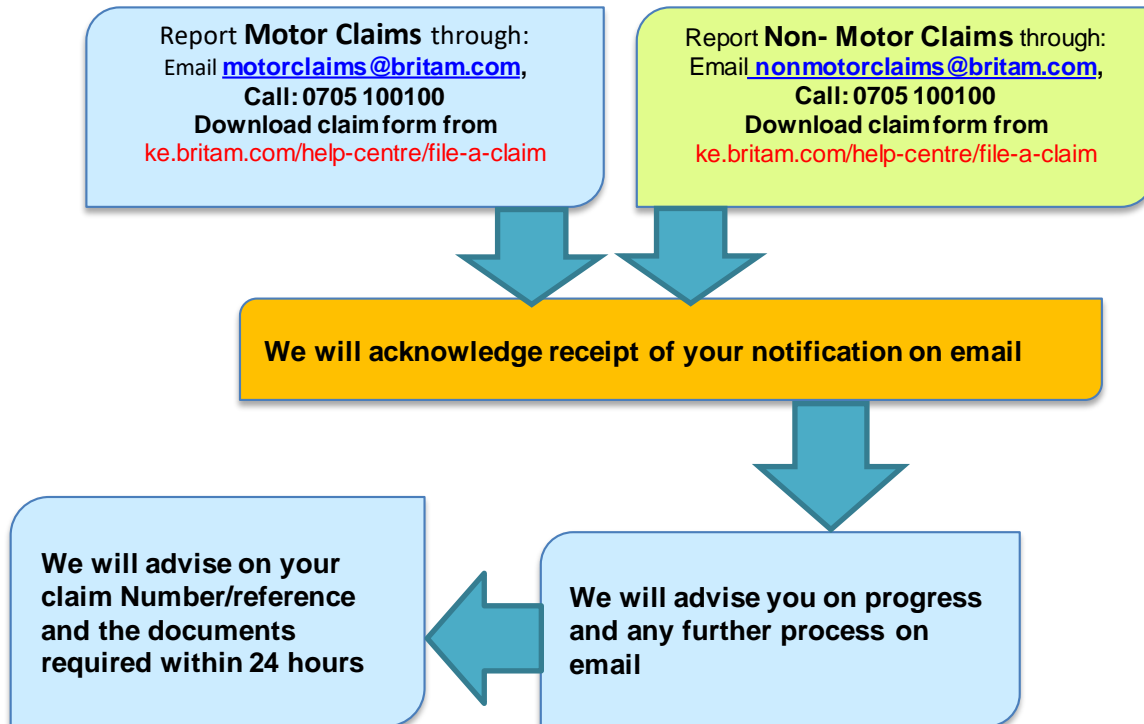 Report Motor Claims through:
Email motorclaims@britam.com,
Call: 0705 100100
Download claim form from
ke.britam.com/help-centre/file-a-claim
Report Non- Motor Claims through:
Email nonmotorclaims@britam.com,
Call: 0705 100100
Download claim form from
ke.britam.com/help-centre/file-a-claim
We will acknowledge receipt of your notification on email
We will advise on your
claim Number/reference
and the documents
required within 24 hours
We will advise you on progress
and any further process on
email